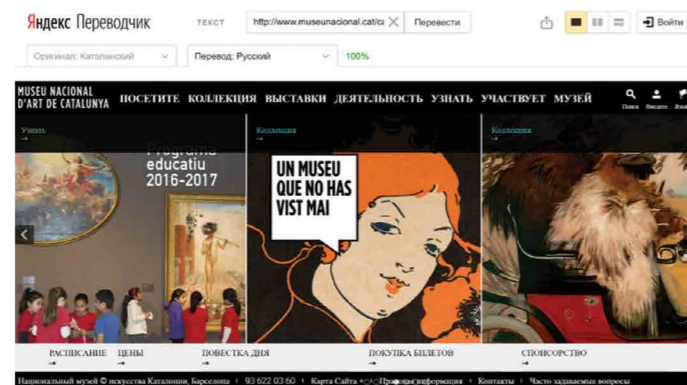 Яндекс Переводчик ТЕКСТ http://www.museunacional.cat/ca Перевести Войти
Оригинал: Каталанский Перевод: Русский 100%
MUSEU NACIONAL
D'ART DE CATALUNYA
ПОСЕТИТЕ КОЛЛЕКЦИЯ ВЫСТАВКИ ДЕЯТЕЛЬНОСТЬ УЗНАТЬ УЧАСТВУЕТ МУЗЕЙ
Поиск Введите
Узнать Коллекция Коллекция
Programa
educatiu
2016-2017
UN MUSEU
QUE NO HAS
VIST MAI
РАСПИСАНИЕ ЦЕНЫ ПОВЕСТКА ДНЯ ПОКУПКА БИЛЕТОВ СПОНСОРСТВО
Национальный музей © искусства Каталонии, Барселона 93 622 03 60 Карта Сайта Правовая информация Контакты Часто задаваемые вопросы